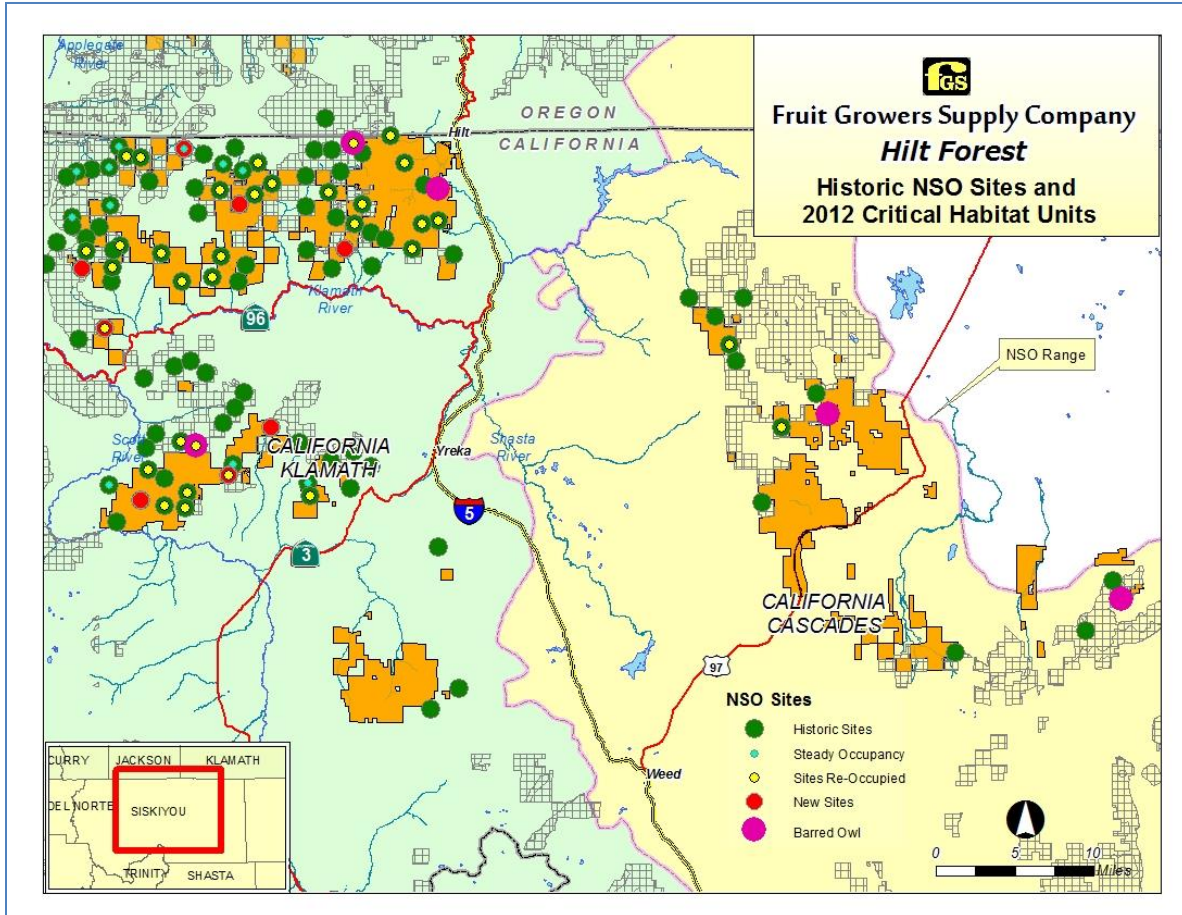 Applegate
River
fGS
Fruit Growers Supply Company
Hilt Forest
Historic NSO Sites and
2012 Critical Habitat Units
OREGON
Hilt
CALIFORNIA
Klamath
River
96
NSO Range
Scott
River
CALIFORNIA
KLAMATH
Yreka
Shasta
River
5
3
CALIFORNIA
CASCADES
97
NSO Sites
Historic Sites
Steady Occupancy
Sites Re-Occupied
New Sites
Barred Owl
Weed
CURRY JACKSON KLAMATH
DEL NORTE
SISKIYOU
TRINITY SHASTA
0 5 10
Miles